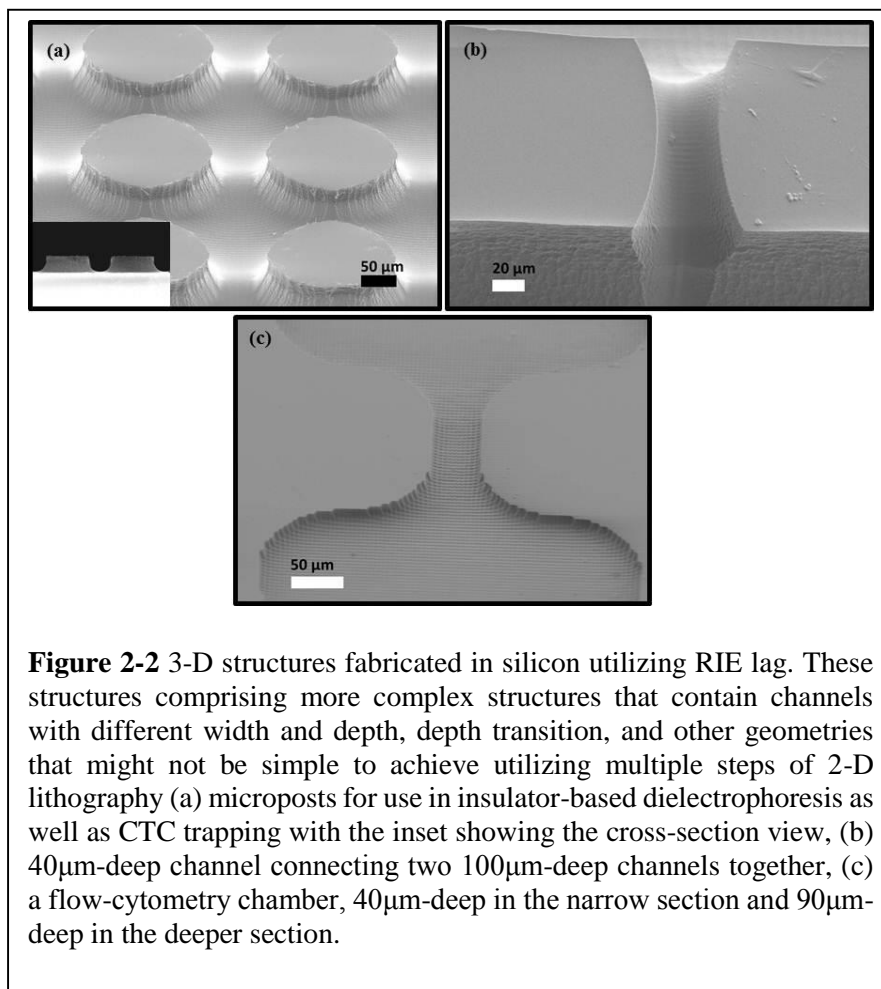 (a)
50 µm
(b)
20 µm
(c)
50 µm
Figure 2-2 3-D structures fabricated in silicon utilizing RIE lag. These
structures comprising more complex structures that contain channels
with different width and depth, depth transition, and other geometries
that might not be simple to achieve utilizing multiple steps of 2-D
lithography (a) microposts for use in insulator-based dielectrophoresis as
well as CTC trapping with the inset showing the cross-section view, (b)
40µm-deep channel connecting two 100µm-deep channels together, (c)
a flow-cytometry chamber, 40µm-deep in the narrow section and 90µm-
deep in the deeper section.